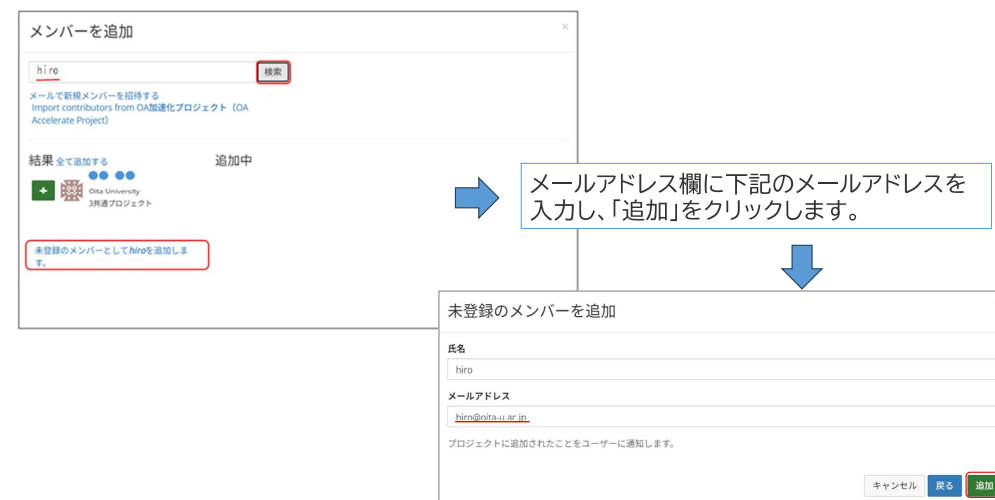 メンバーを追加
×
hiro
検索
メールで新規メンバーを招待する
Import contributors from OA加速化プロジェクト（OA
Accelerate Project）
結果 全て追加する
追加中
+
Oita University
3共通プロジェクト
未登録のメンバーとしてhiroを追加しま
す。
メールアドレス欄に下記のメールアドレスを
入力し、「追加」をクリックします。
未登録のメンバーを追加
氏名
hiro
メールアドレス
hiro@oita-u.ac.jp
プロジェクトに追加されたことをユーザーに通知します。
キャンセル
戻る
追加